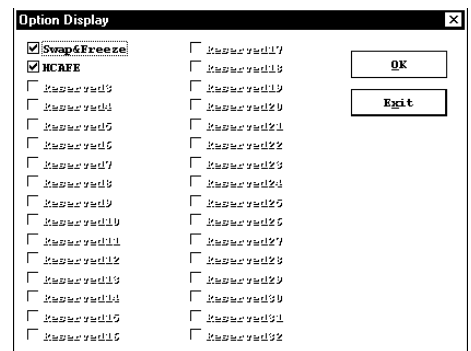 Option Display
Swap&Freeze
HCAFE
Reserved3
Reserved4
Reserved5
Reserved6
Reserved7
Reserved8
Reserved9
Reserved10
Reserved11
Reserved12
Reserved13
Reserved14
Reserved15
Reserved16
Reserved17
Reserved18
Reserved19
Reserved20
Reserved21
Reserved22
Reserved23
Reserved24
Reserved25
Reserved26
Reserved27
Reserved28
Reserved29
Reserved30
Reserved31
Reserved32
OK
Exit